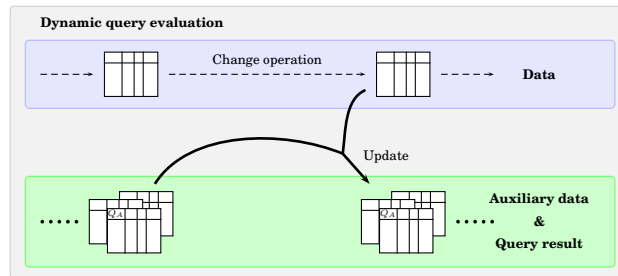 Dynamic query evaluation
Change operation
Data
Update
Q_A
Q_A
Auxiliary data
&
Query result